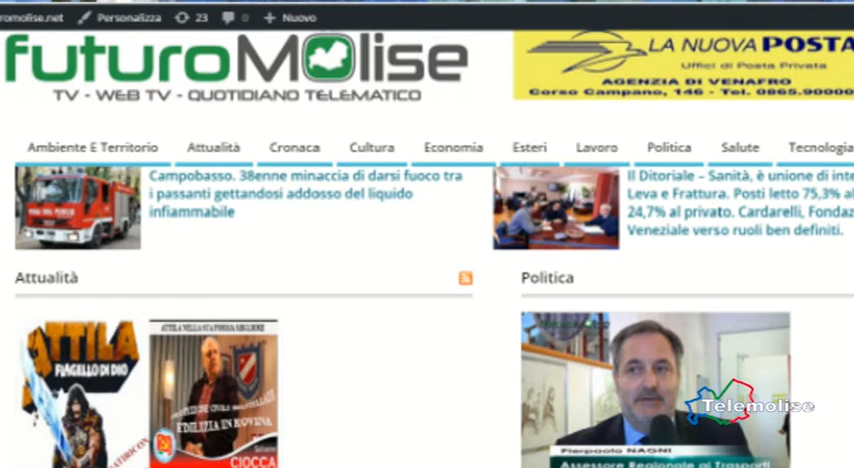 romolise.net Personalizza 23 0 Nuovo
futuroMOlise
TV - WEB TV - QUOTIDIANO TELEMATICO
LA NUOVA POSTA
Uffici di Posta Privata
AGENZIA DI VENAFRO
Corso Campano, 146 - Tel. 0865.90000
Ambiente E Territorio Attualità Cronaca Cultura Economia Esteri Lavoro Politica Salute Tecnologia
Campobasso. 38enne minaccia di darsi fuoco tra
i passanti gettandosi addosso del liquido
infiammabile
Il Ditoriale – Sanità, è unione di inte
Leva e Frattura. Posti letto 75,3% al
24,7% al privato. Cardarelli, Fondaz
Veneziale verso ruoli ben definiti.
Attualità
Politica
ATTILA
FLAGELLO DI DIO
ATTILA NELLA SUA FORMA MIGLIORE
EDILIZIA IN ROVINA
CIOCCA
Telemolise
Pierpaolo NAGNI
Assessore Regionale ai Trasporti